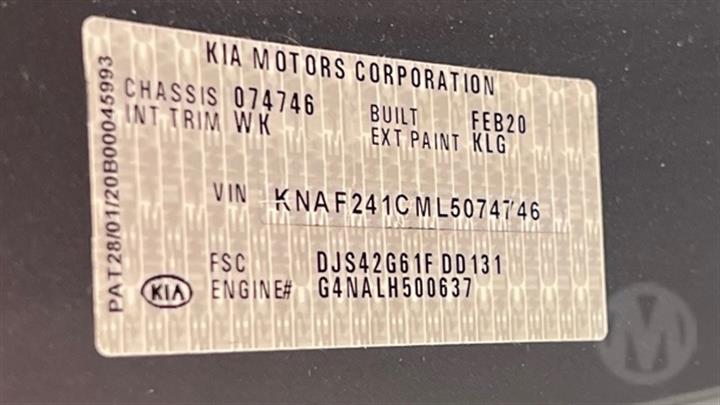 KIA MOTORS CORPORATION
CHASSIS 074746 BUILT FEB20
INT TRIM WK EXT PAINT KLG
VIN KNAF241CML5074746
FSC DJS42G61F DD131
KIA ENGINE# G4NALH500637
PAT28/01/20B00045993
M